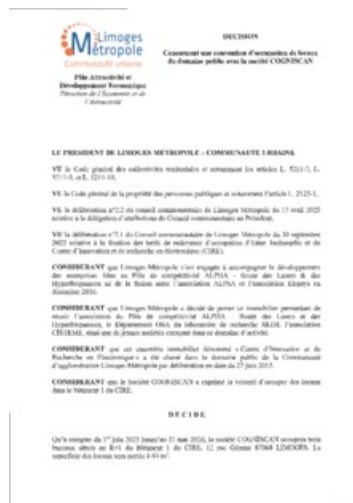 Limoges
Métropole
Communauté urbaine
Pôle Attractivité et
Développement Economique
Direction de l'Economie et de
l'Attractivité
DECISION
Concernant une convention d'occupation de locaux
du domaine public avec la société COGNISCAN
LE PRESIDENT DE LIMOGES METROPOLE – COMMUNAUTE URBAINE
VU le Code général des collectivités territoriales et notamment les articles L. 5211-1, L.
5211-2, et L. 5211-10,
VU le Code général de la propriété des personnes publiques et notamment l'article L. 2125-1,
VU la délibération n°2.2 du conseil communautaire de Limoges Métropole du 17 avril 2025
relative à la délégation d'attributions du Conseil communautaire au Président,
VU la délibération n°7.1 du Conseil communautaire de Limoges Métropole du 30 septembre
2022 relative à la fixation des tarifs de redevance d'occupation d'Ester Technopole et du
Centre d'Innovation et de recherche en électronique (CIRE),
CONSIDERANT que Limoges Métropole s'est engagée à accompagner le développement
des entreprises liées au Pôle de compétitivité ALPHA – Route des Lasers & des
Hyperfréquences né de la fusion entre l'association ALPHA et l'association Elopsys en
décembre 2016,
CONSIDERANT que Limoges Métropole a décidé de porter ce immobilier permettant de
réunir l'association du Pôle de compétitivité ALPHA – Route des Lasers et des
Hyperfréquences, le Département OSA du laboratoire de recherche XLIM, l'association
CISTEME, ainsi que de jeunes sociétés exerçant dans ce domaine d'activité,
CONSIDERANT que cet ensemble immobilier dénommé « Centre d'Innovation et de
Recherche en Electronique » a été classé dans le domaine public de la Communauté
d'agglomération Limoges Métropole par délibération en date du 27 juin 2013,
CONSIDERANT que la Société COGNISCAN a exprimé la volonté d'occuper des locaux
dans le bâtiment 1 du CIRE,
DECIDE
Qu'à compter du 1er juin 2025 jusqu'au 31 mai 2026, la société COGNISCAN occupera trois
bureaux situés au R+1 du Bâtiment 1 du CIRE, 12 rue Gémini 87068 LIMOGES. La
superficie des locaux sera portée à m².